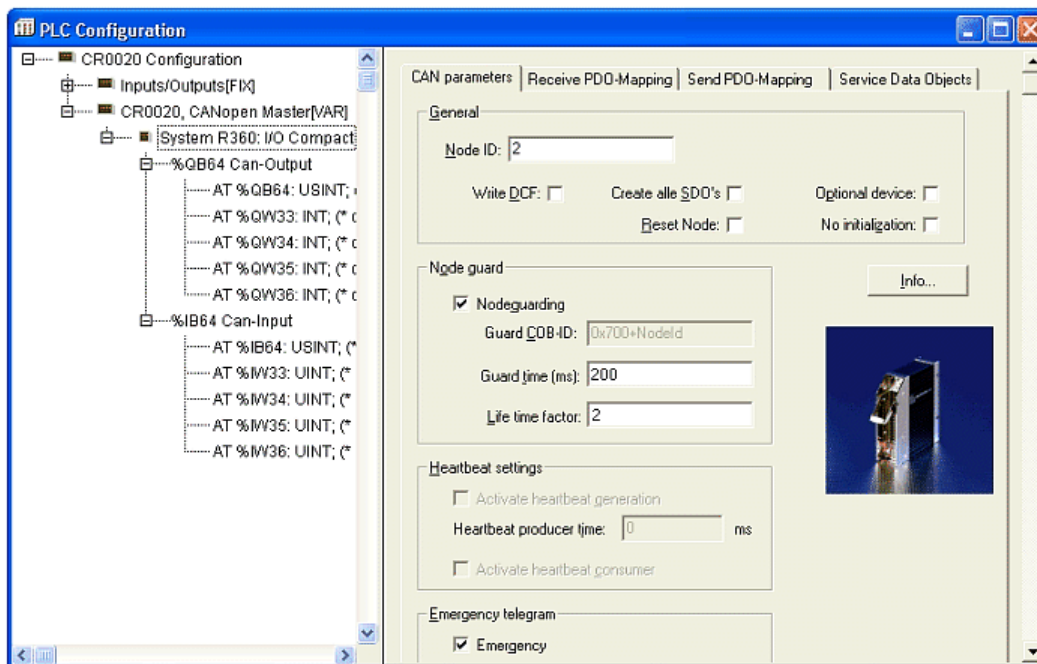 PLC Configuration
CR0020 Configuration
Inputs/Outputs[FIX]
CR0020, CANopen Master[VAR]
System R360: I/O Compact
%QB64 Can-Output
AT %QB64: USINT;
AT %QW33: INT; (*
AT %QW34: INT; (*
AT %QW35: INT; (*
AT %QW36: INT; (*
%IB64 Can-Input
AT %IB64: USINT; (*
AT %IW33: UINT; (*
AT %IW34: UINT; (*
AT %IW35: UINT; (*
AT %IW36: UINT; (*
CAN parameters
Receive PDO-Mapping
Send PDO-Mapping
Service Data Objects
General
Node ID: 2
Write DCF:
Create alle SDO's
Optional device:
Reset Node:
No initialization:
Node guard
Nodeguarding
Guard COB-ID: 0x700+NodeId
Guard time (ms): 200
Life time factor: 2
Info...
Heartbeat settings
Activate heartbeat generation
Heartbeat producer time: 0 ms
Activate heartbeat consumer
Emergency telegram
Emergency